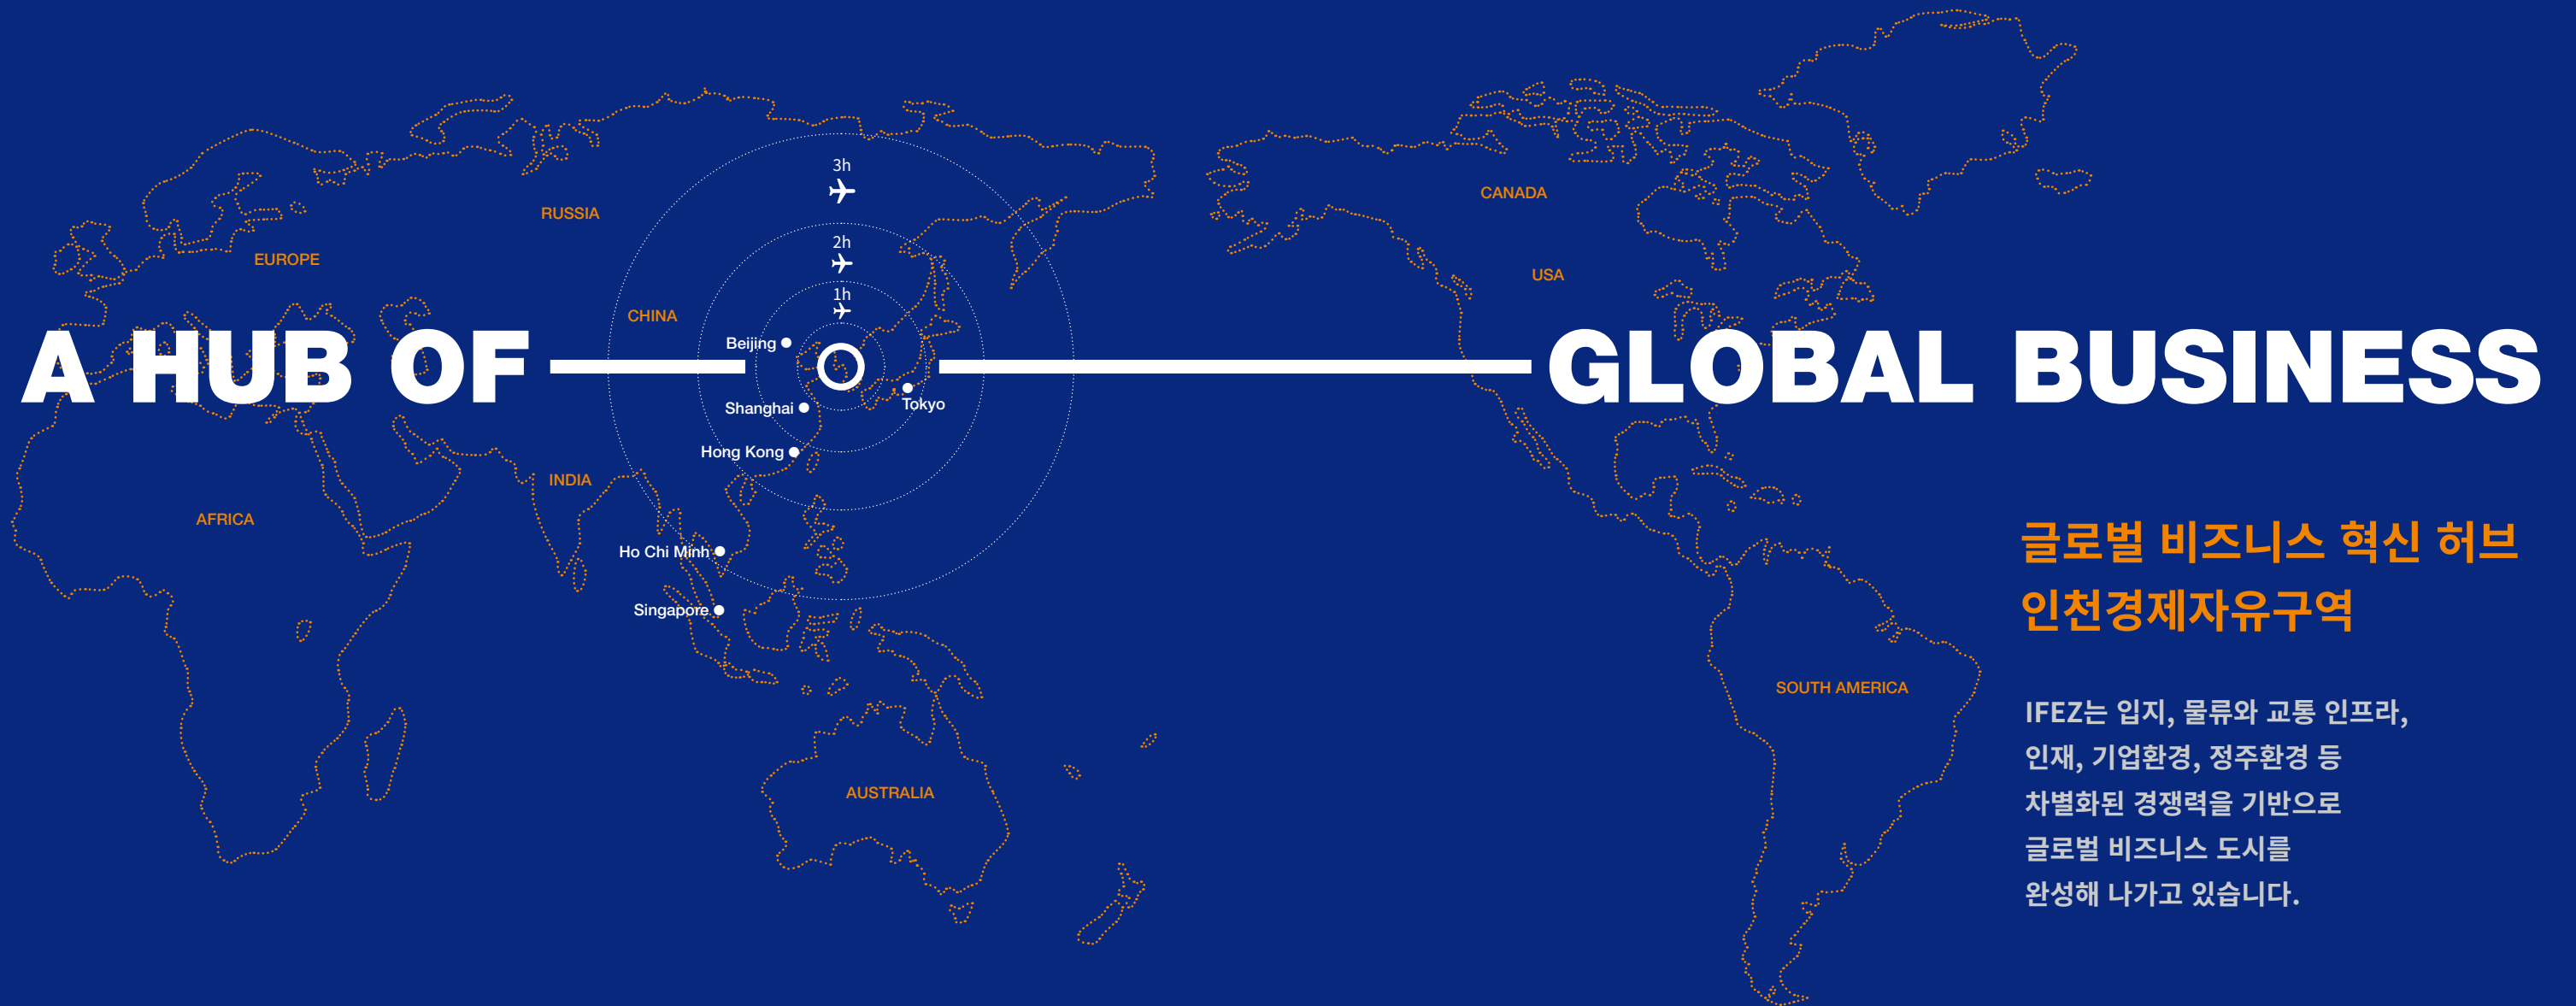 3h
CANADA
RUSSIA
2h
EUROPE
USA
1h
CHINA
Beijing
A HUB OF GLOBAL BUSINESS
Tokyo
Shanghai
Hong Kong
INDIA
AFRICA
Ho Chi Minh
Singapore
SOUTH AMERICA
AUSTRALIA
글로벌 비즈니스 혁신 허브
인천경제자유구역
IFEZ는 입지, 물류와 교통 인프라,
인재, 기업환경, 정주환경 등
차별화된 경쟁력을 기반으로
글로벌 비즈니스 도시를
완성해 나가고 있습니다.